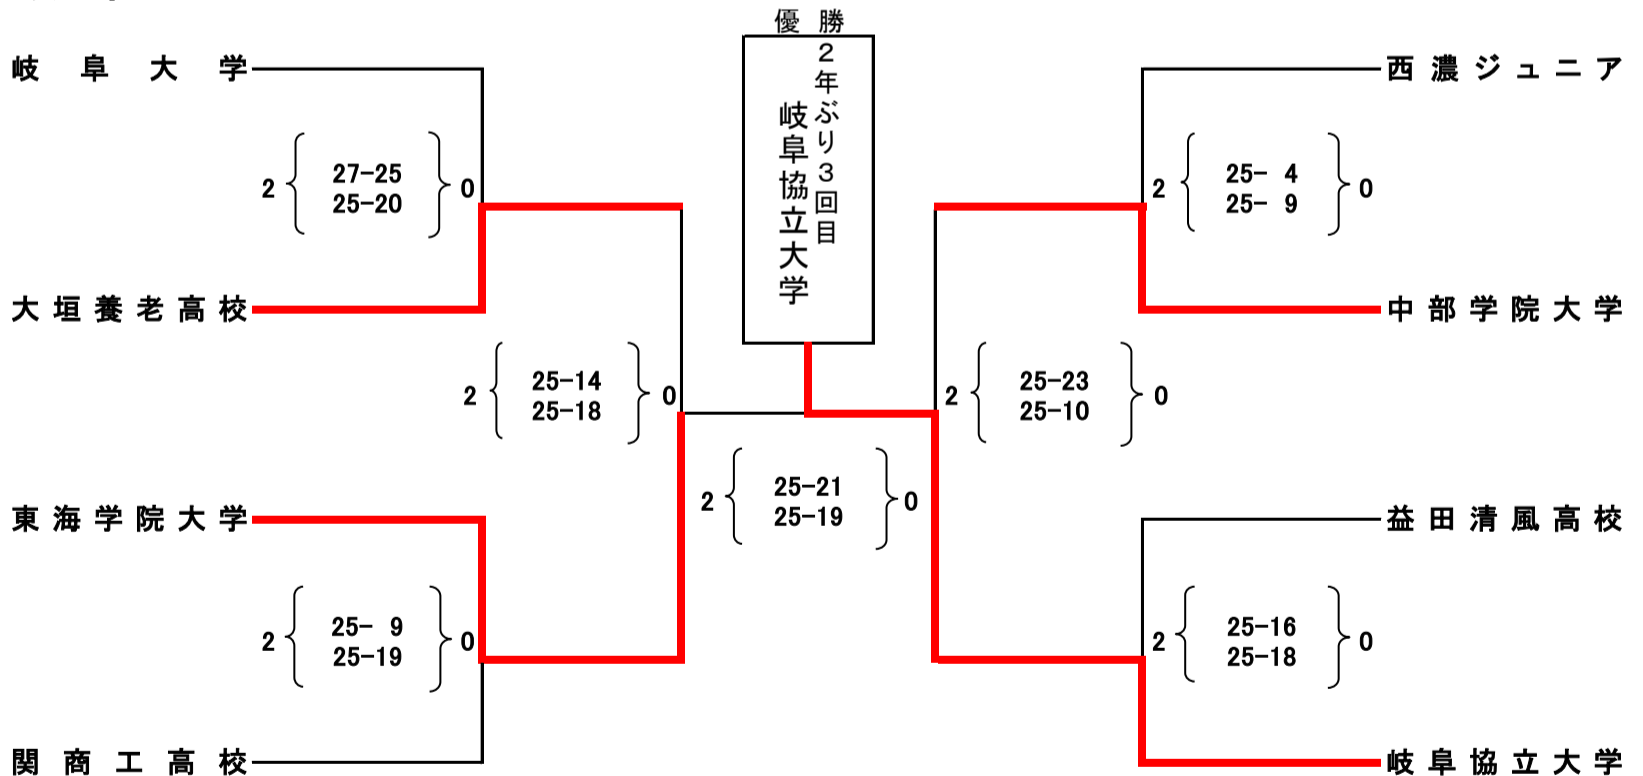 優勝
2年ぶり3回目
岐阜協立大学
岐阜大学
2 27-25 0
25-20
大垣養老高校
2 25-14 0
25-18
東海学院大学
2 25- 9 0
25-19
関商工高校
2 25-21 0
25-19
西濃ジュニア
2 25- 4 0
25- 9
中部学院大学
2 25-23 0
25-10
益田清風高校
2 25-16 0
25-18
岐阜協立大学